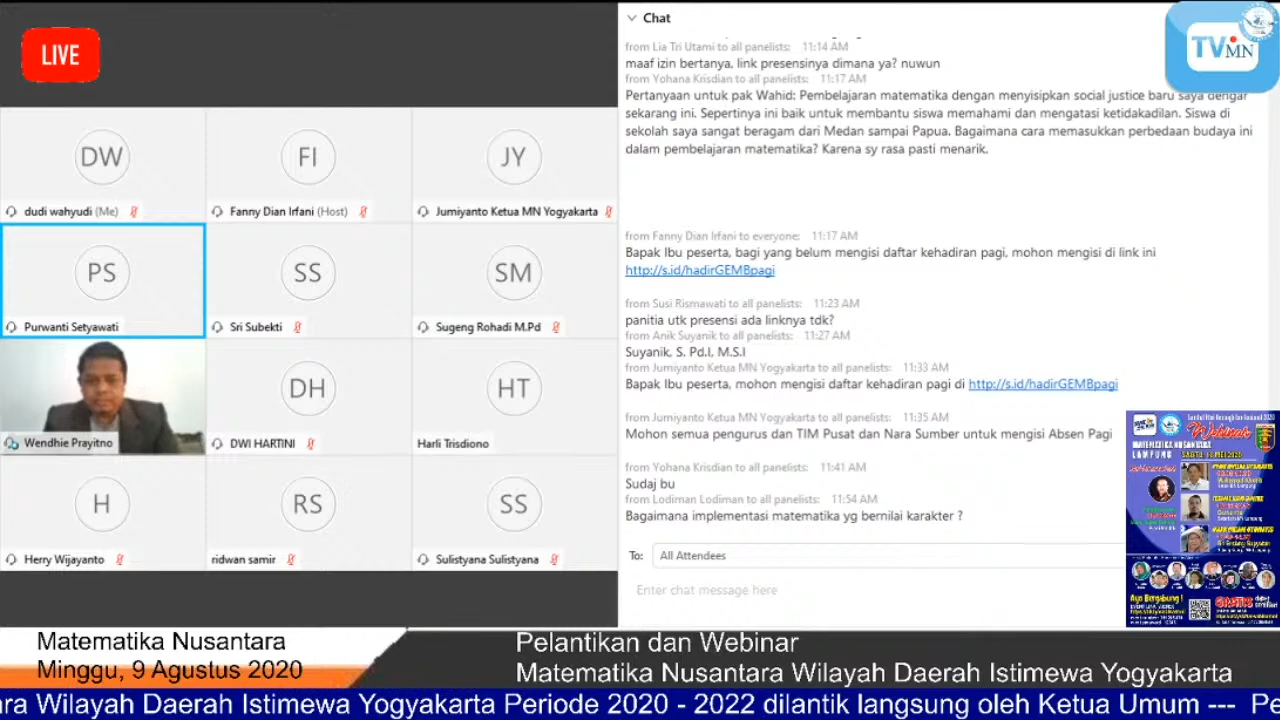 LIVE
DW
dudi wahyudi (Me)
FI
Fanny Dian Irfani (Host)
JY
Jumiyanto Ketua MN Yogyakarta
PS
Purwanti Setyawati
SS
Sri Subekti
SM
Sugeng Rohadi M.Pd
Wendhie Prayitno
DH
DWI HARTINI
HT
Harli Trisdiono
H
Herry Wijayanto
RS
ridwan samir
SS
Sulistyana Sulistyana
Chat
from Lia Tri Utami to all panelists: 11:14 AM
maaf izin bertanya, link presensinya dimana ya? nuwun
from Yohana Krisdian to all panelists: 11:17 AM
Pertanyaan untuk pak Wahid: Pembelajaran matematika dengan menyisipkan social justice baru saya dengar
sekarang ini. Sepertinya ini baik untuk membantu siswa memahami dan mengatasi ketidakadilan. Siswa di
sekolah saya sangat beragam dari Medan sampai Papua. Bagaimana cara memasukkan perbedaan budaya ini
dalam pembelajaran matematika? Karena sy rasa pasti menarik.
from Fanny Dian Irfani to everyone: 11:17 AM
Bapak Ibu peserta, bagi yang belum mengisi daftar kehadiran pagi, mohon mengisi di link ini
http://s.id/hadirGEMBpagi
from Susi Rismawati to all panelists: 11:23 AM
panitia utk presensi ada linknya tdk?
from Anik Suyanik to all panelists: 11:27 AM
Suyanik, S. Pd.I, M.S.I
from Jumiyanto Ketua MN Yogyakarta to all panelists: 11:33 AM
Bapak Ibu peserta, mohon mengisi daftar kehadiran pagi di http://s.id/hadirGEMBpagi
from Jumiyanto Ketua MN Yogyakarta to all panelists: 11:35 AM
Mohon semua pengurus dan TIM Pusat dan Nara Sumber untuk mengisi Absen Pagi
from Yohana Krisdian to all panelists: 11:41 AM
Sudaj bu
from Lodiman Lodiman to all panelists: 11:54 AM
Bagaimana implementasi matematika yg bernilai karakter ?
To: All Attendees
Enter chat message here
TVMN
Webinar
MATEMATIKA NUSANTARA
LAMPUNG
Ayo Bergabung !
GRATIS
Matematika Nusantara
Minggu, 9 Agustus 2020
Pelantikan dan Webinar
Matematika Nusantara Wilayah Daerah Istimewa Yogyakarta
ra Wilayah Daerah Istimewa Yogyakarta Periode 2020 - 2022 dilantik langsung oleh Ketua Umum --- Pe